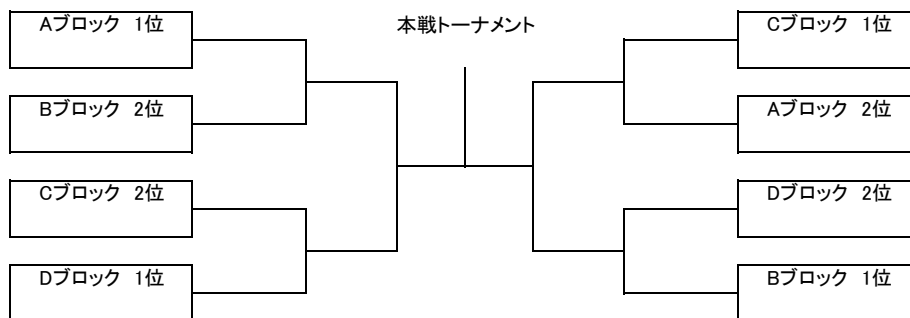 本戦トーナメント
Aブロック 1位
Bブロック 2位
Cブロック 2位
Dブロック 1位
Cブロック 1位
Aブロック 2位
Dブロック 2位
Bブロック 1位